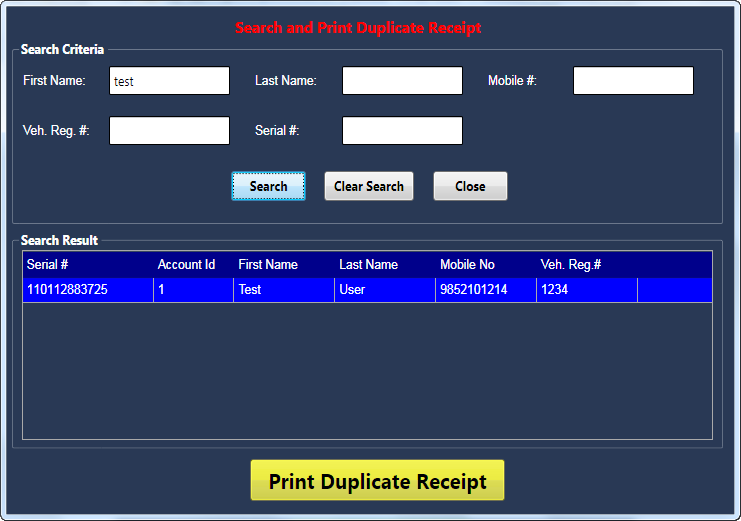 Search and Print Duplicate Receipt
Search Criteria
First Name: test Last Name: Mobile #:
Veh. Reg. #: Serial #:
Search Clear Search Close
Search Result
Serial # Account Id First Name Last Name Mobile No Veh. Reg.#
110112883725 1 Test User 9852101214 1234
Print Duplicate Receipt